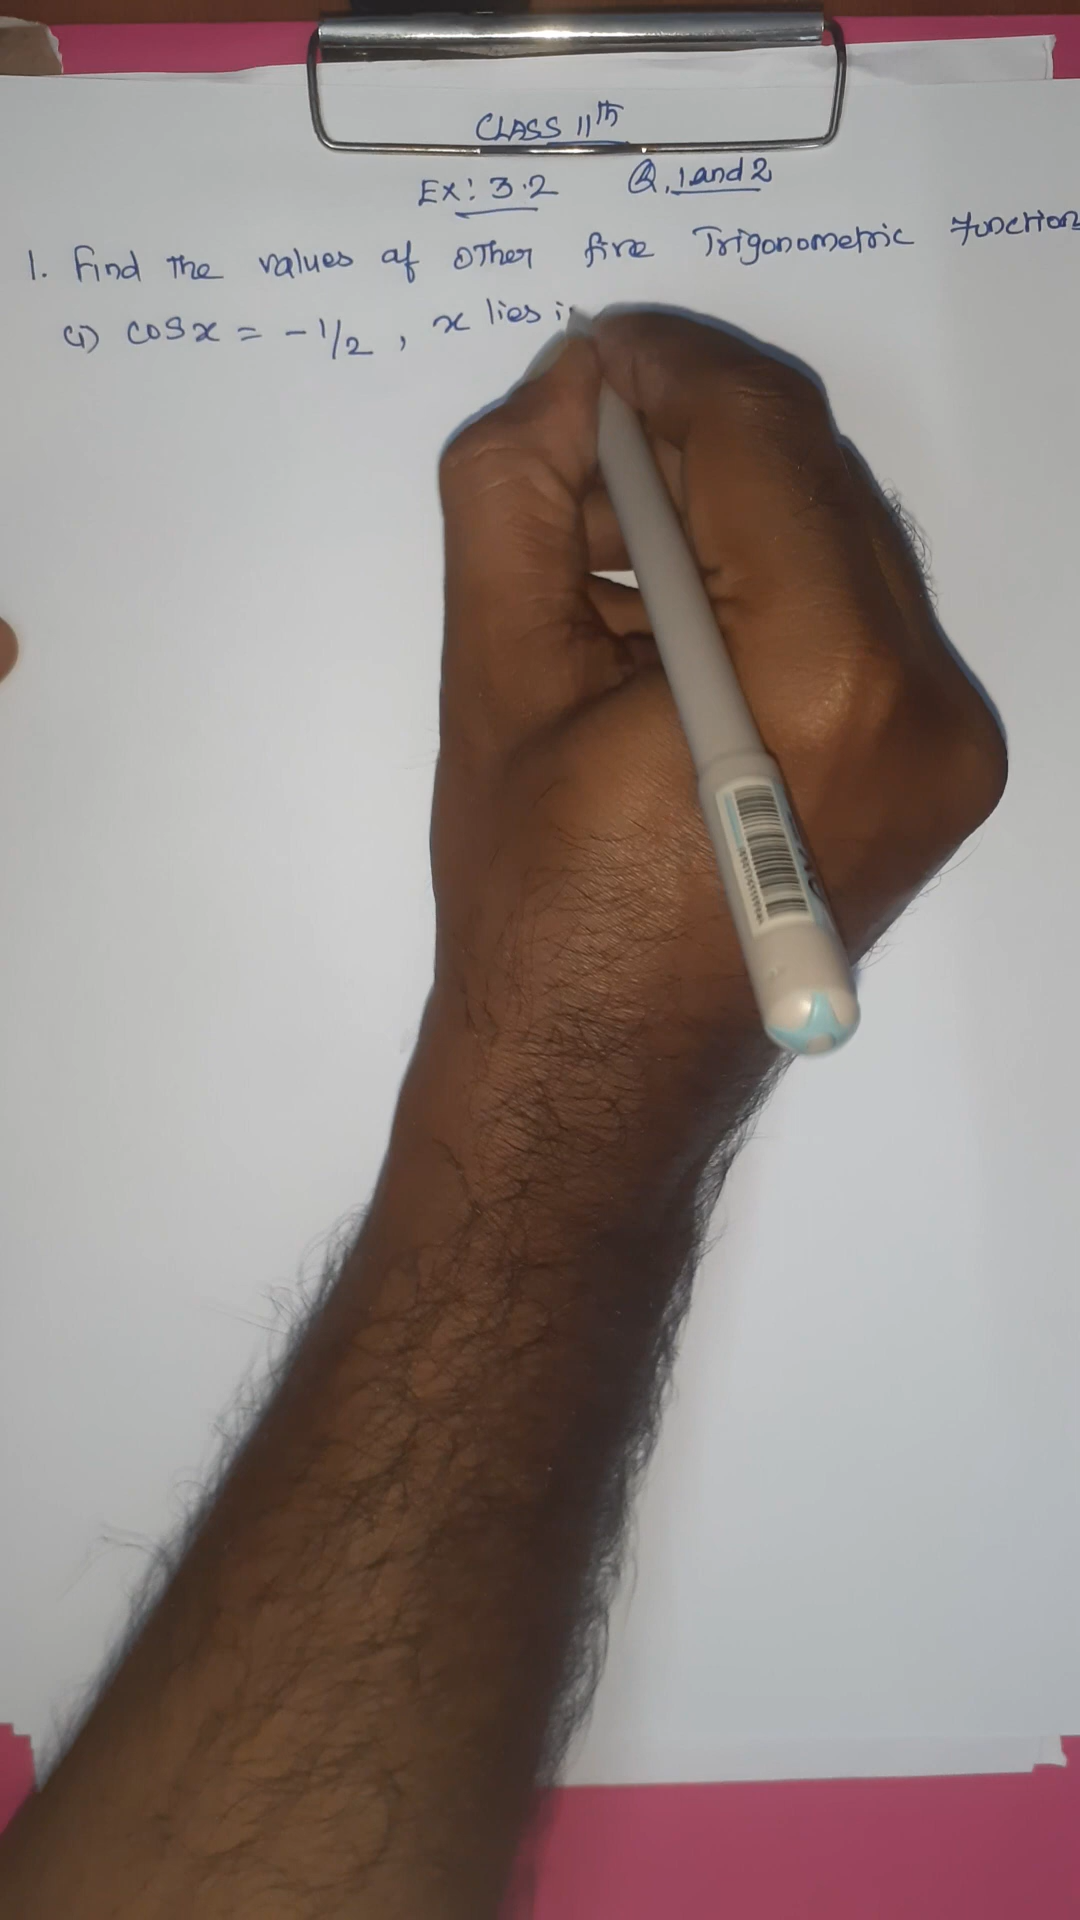 CLASS 11th
EX: 3.2 Q. 1 and 2
1. Find the values of other five Trigonometric Function
(i) cosx = -1/2, x lies i